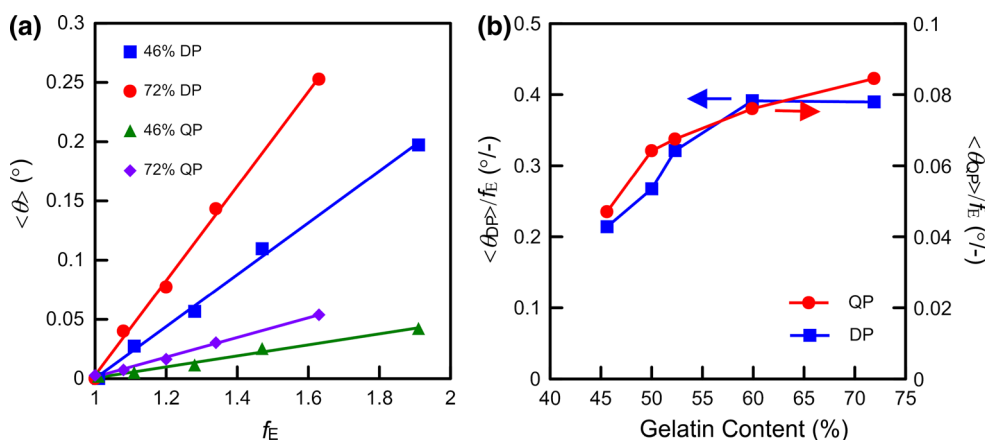 (a)
0.3
0.25
0.2
0.15
0.1
0.05
0
<θ> (°)
46% DP
72% DP
46% QP
72% QP
1
1.2
1.4
1.6
1.8
2
fE
(b)
0.5
0.4
0.3
0.2
0.1
0
<θDP>/fE (°/-)
0.1
0.08
0.06
0.04
0.02
0
<θQP>/fE (°/-)
QP
DP
40
45
50
55
60
65
70
75
Gelatin Content (%)